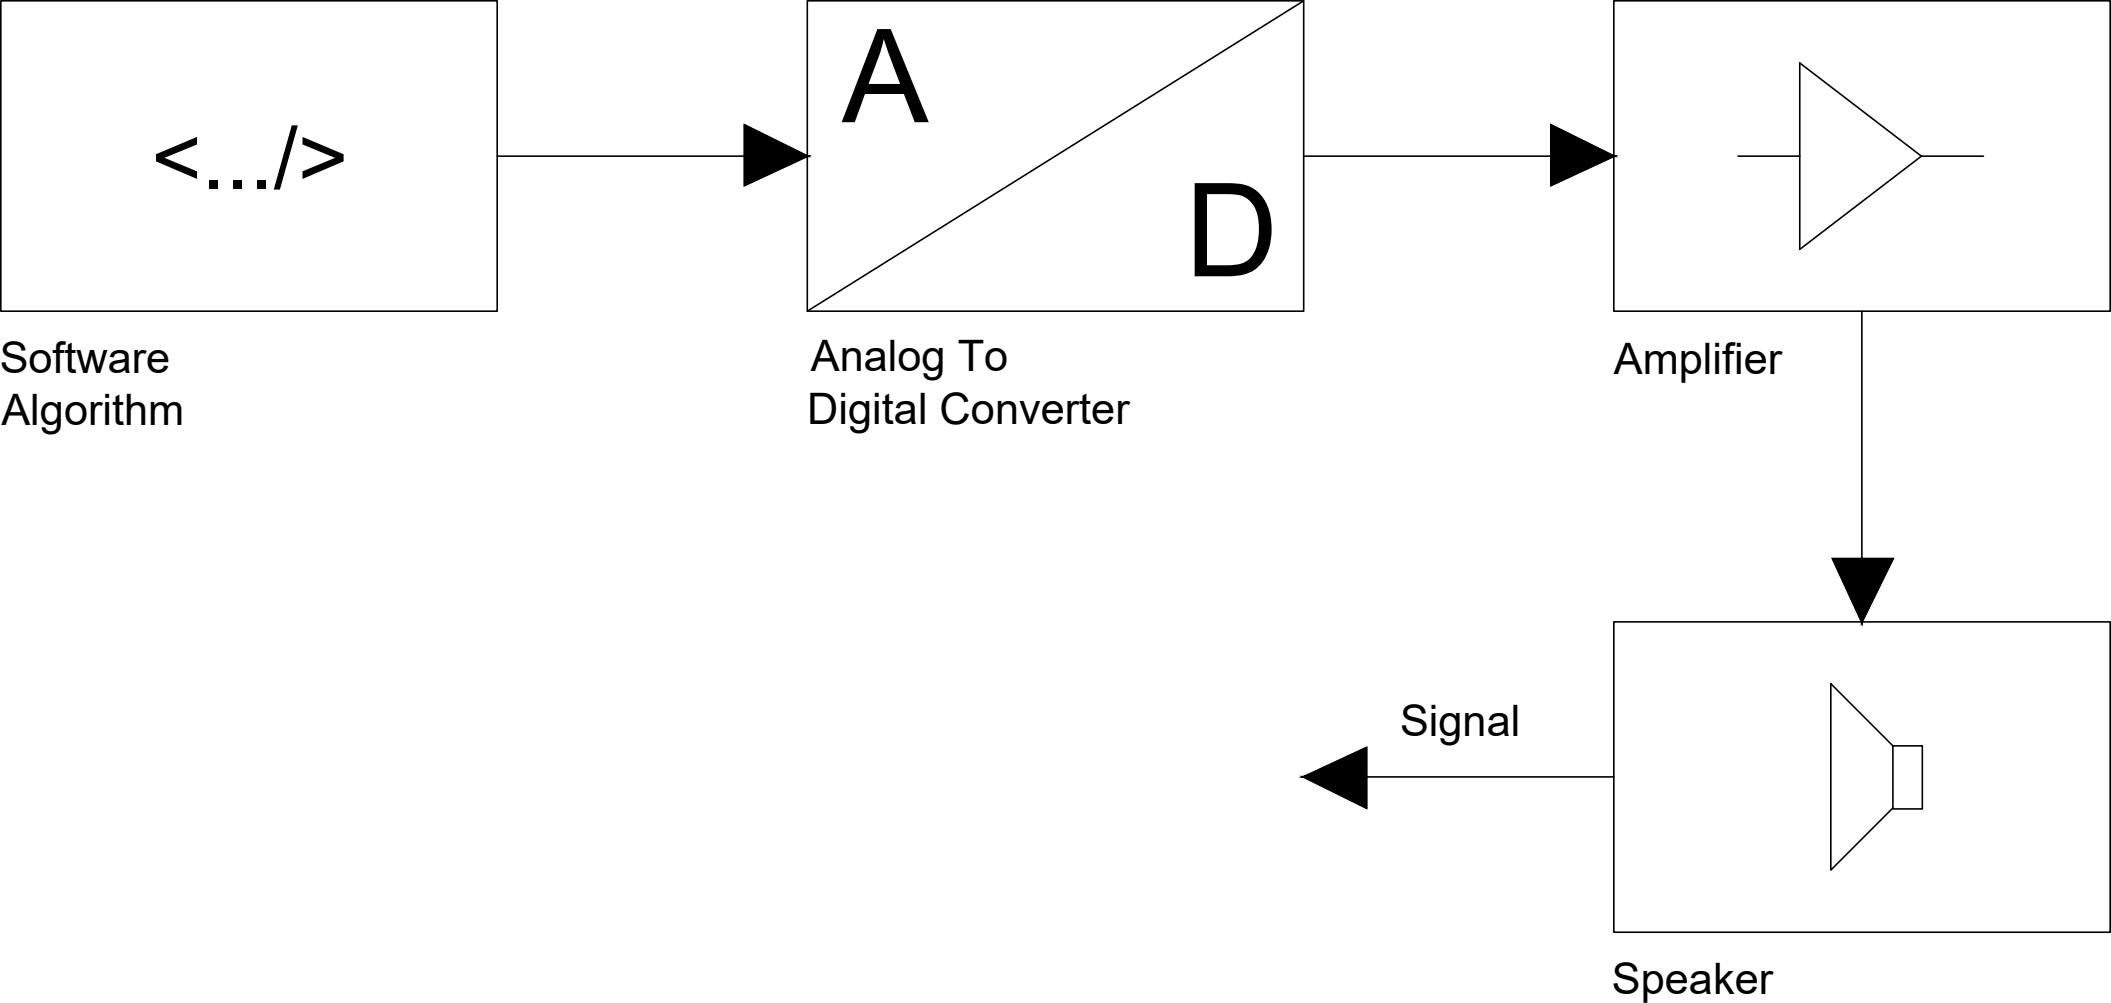 <.../>
A
D
Software
Algorithm
Analog To
Digital Converter
Amplifier
Signal
Speaker